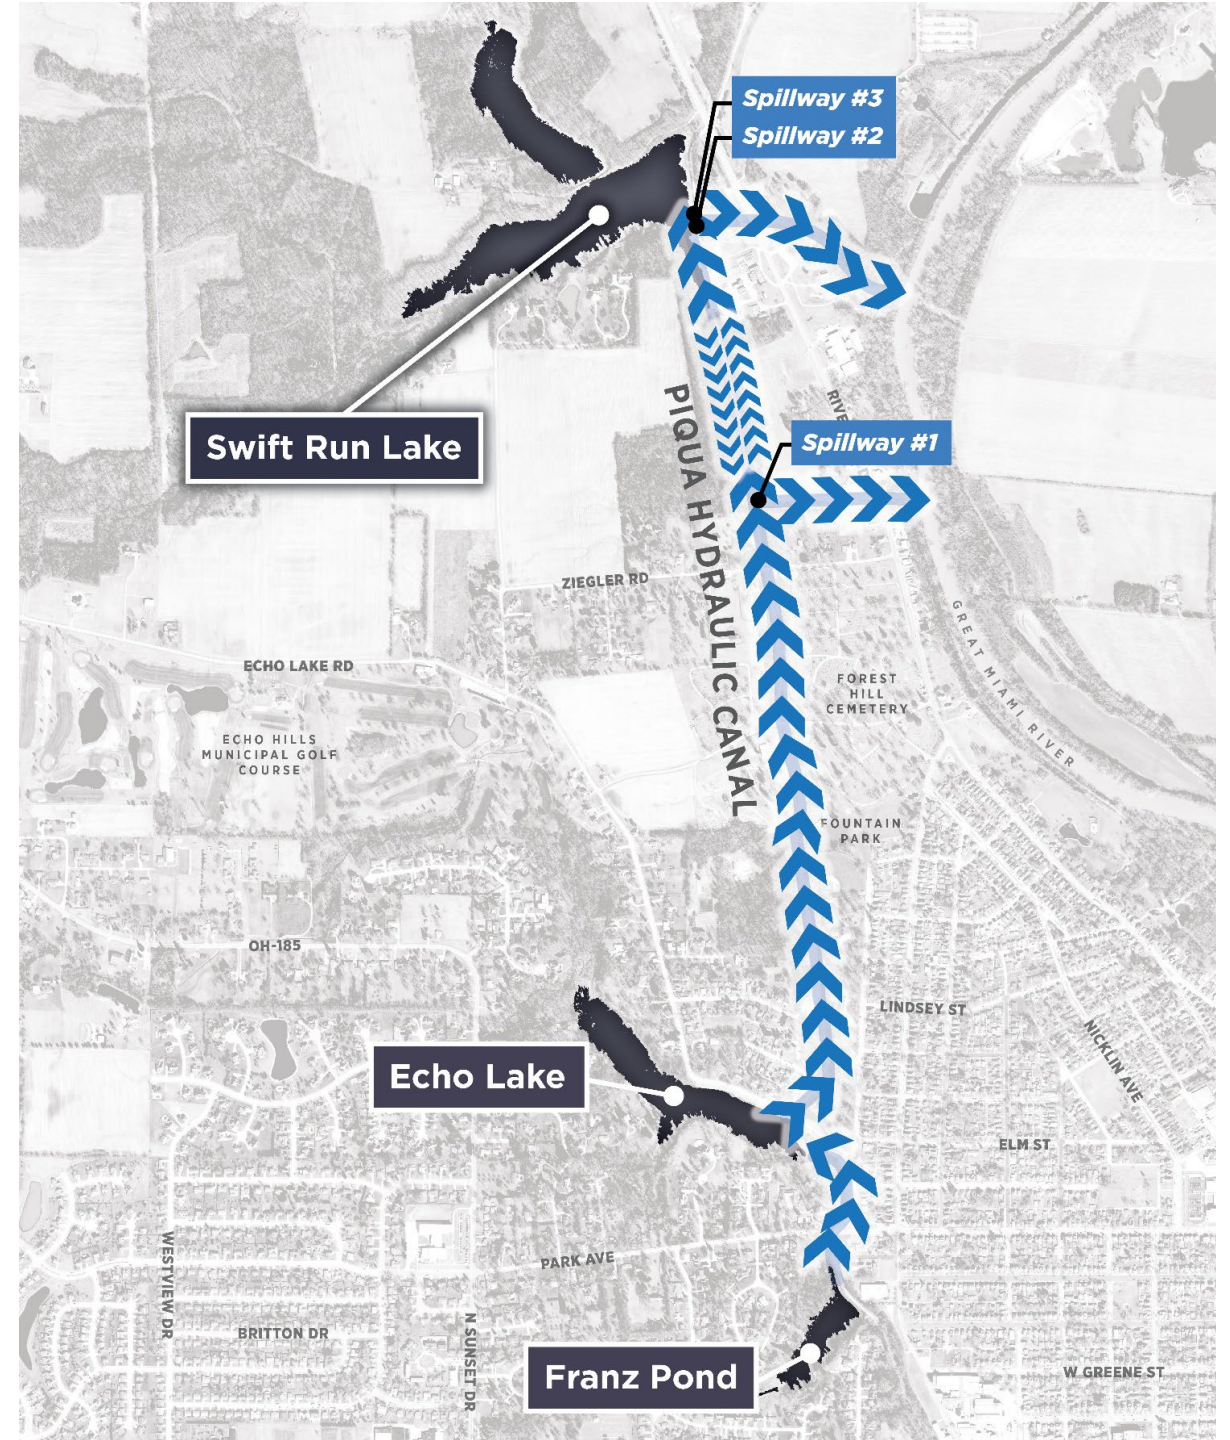 Spillway #3
Spillway #2
Swift Run Lake
RIVE
Spillway #1
PIQUA HYDRAULIC CANAL
ZIEGLER RD
GREAT MIAMI RIVER
ECHO LAKE RD
FOREST
HILL
CEMETERY
ECHO HILLS
MUNICIPAL GOLF
COURSE
FOUNTAIN
PARK
OH-185
LINDSEY ST
NICKLIN AVE
Echo Lake
ELM ST
WESTVIEW DR
PARK AVE
BRITTON DR
N SUNSET DR
Franz Pond
W GREENE ST